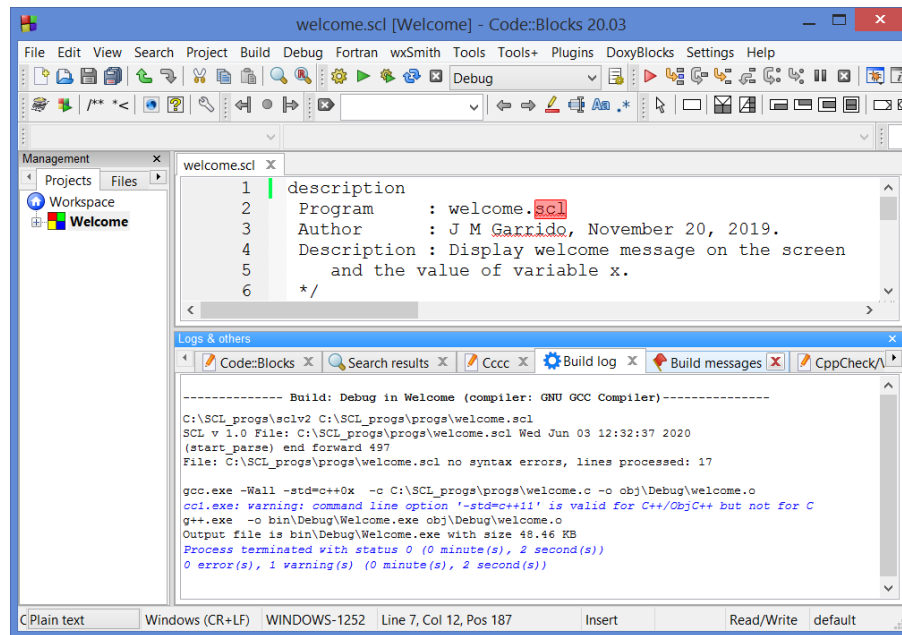 welcome.scl [Welcome] - Code::Blocks 20.03
File Edit View Search Project Build Debug Fortran wxSmith Tools Tools+ Plugins DoxyBlocks Settings Help
Debug
/** *<
Aa .*
Management
Projects Files
Workspace
Welcome
welcome.scl
1 description
2 Program : welcome.scl
3 Author : J M Garrido, November 20, 2019.
4 Description : Display welcome message on the screen
5 and the value of variable x.
6 */
Logs & others
Code::Blocks Search results Cccc Build log Build messages CppCheck/\
-------------- Build: Debug in Welcome (compiler: GNU GCC Compiler)---------------
C:\SCL_progs\sclv2 C:\SCL_progs\progs\welcome.scl
SCL v 1.0 File: C:\SCL_progs\progs\welcome.scl Wed Jun 03 12:32:37 2020
(start_parse) end forward 497
File: C:\SCL_progs\progs\welcome.scl no syntax errors, lines processed: 17
gcc.exe -Wall -std=c++0x -c C:\SCL_progs\progs\welcome.c -o obj\Debug\welcome.o
cc1.exe: warning: command line option '-std=c++11' is valid for C++/ObjC++ but not for C
g++.exe -o bin\Debug\Welcome.exe obj\Debug\welcome.o
Output file is bin\Debug\Welcome.exe with size 48.46 KB
Process terminated with status 0 (0 minute(s), 2 second(s))
0 error(s), 1 warning(s) (0 minute(s), 2 second(s))
C Plain text Windows (CR+LF) WINDOWS-1252 Line 7, Col 12, Pos 187 Insert Read/Write default